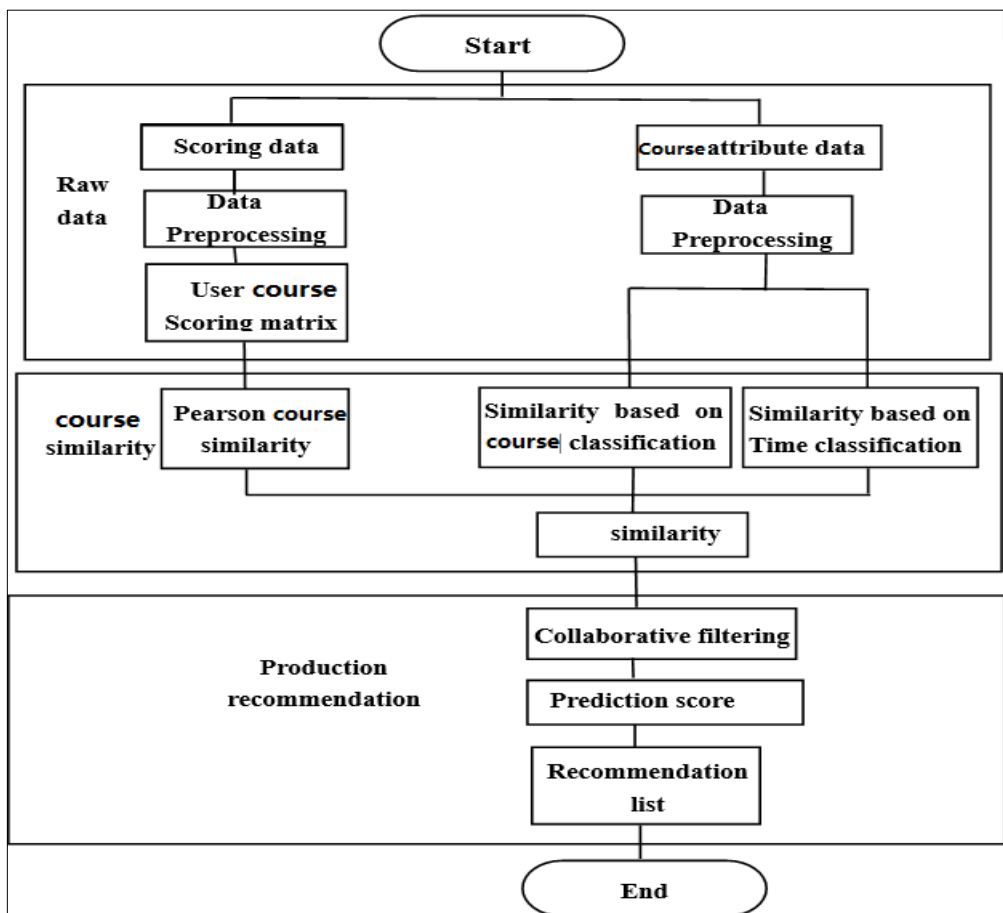 Start
Raw
data
Scoring data
Data
Preprocessing
User course
Scoring matrix
Course attribute data
Data
Preprocessing
course
similarity
Pearson course
similarity
Similarity based on
course classification
Similarity based on
Time classification
similarity
Production
recommendation
Collaborative filtering
Prediction score
Recommendation
list
End